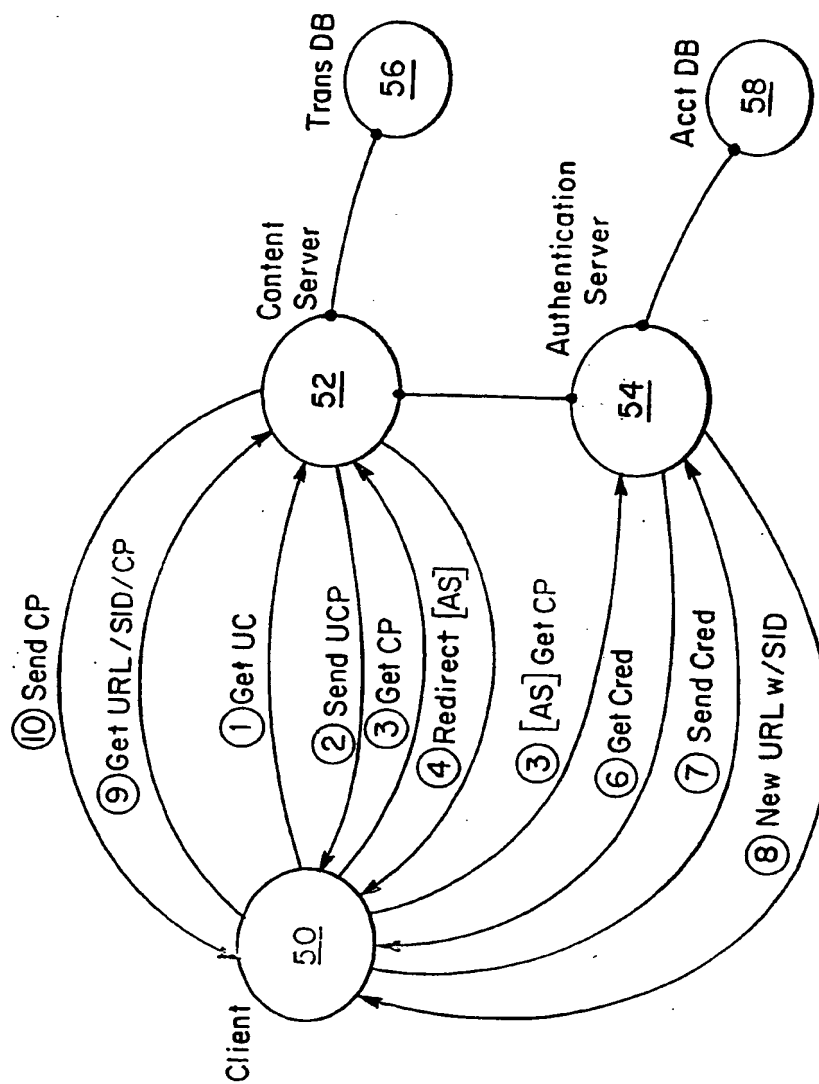 Client
50
⑩ Send CP
⑨ Get URL/SID/CP
① Get UC
② Send UCP
③ Get CP
④ Redirect [AS]
③ [AS] Get CP
⑥ Get Cred
⑦ Send Cred
⑧ New URL w/SID
Content
Server
52
Authentication
Server
54
Trans DB
56
Acct DB
58